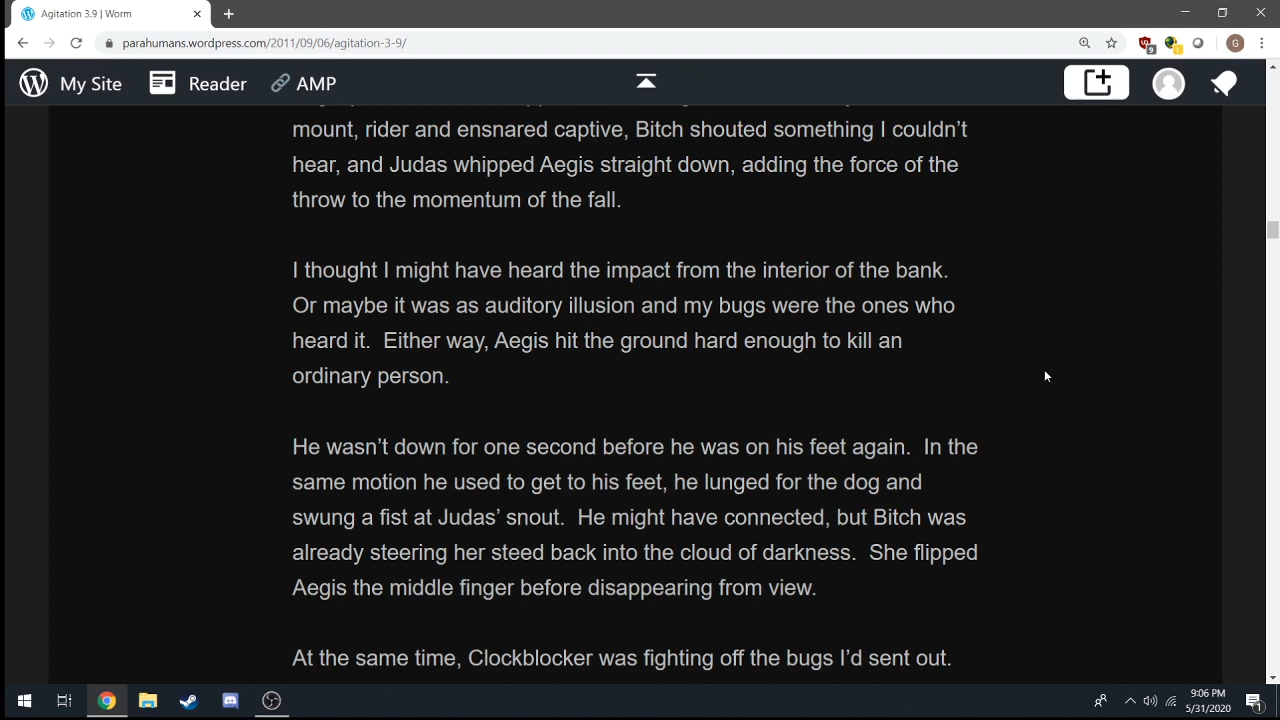 Agitation 3.9 | Worm
parahumans.wordpress.com/2011/09/06/agitation-3-9/
9
G
My Site
Reader
AMP
mount, rider and ensnared captive, Bitch shouted something I couldn’t
hear, and Judas whipped Aegis straight down, adding the force of the
throw to the momentum of the fall.
I thought I might have heard the impact from the interior of the bank.
Or maybe it was as auditory illusion and my bugs were the ones who
heard it.  Either way, Aegis hit the ground hard enough to kill an
ordinary person.
He wasn’t down for one second before he was on his feet again.  In the
same motion he used to get to his feet, he lunged for the dog and
swung a fist at Judas’ snout.  He might have connected, but Bitch was
already steering her steed back into the cloud of darkness.  She flipped
Aegis the middle finger before disappearing from view.
At the same time, Clockblocker was fighting off the bugs I’d sent out.
9:06 PM
5/31/2020
1